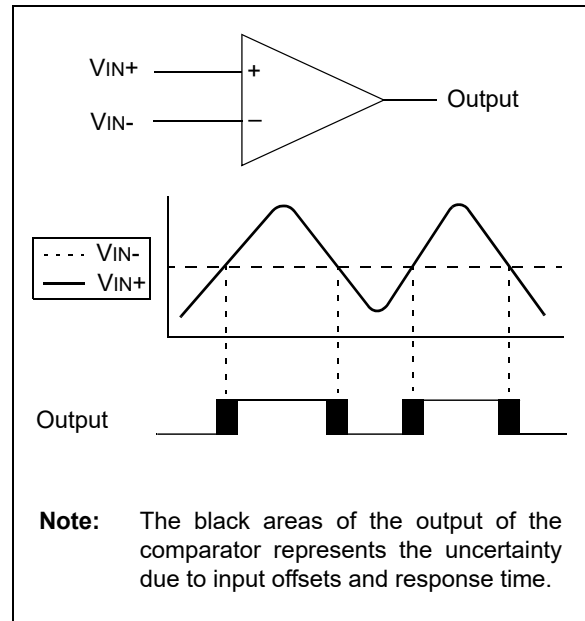 VIN+
+
Output
VIN-
–
VIN-
VIN+
Output
Note: The black areas of the output of the
comparator represents the uncertainty
due to input offsets and response time.